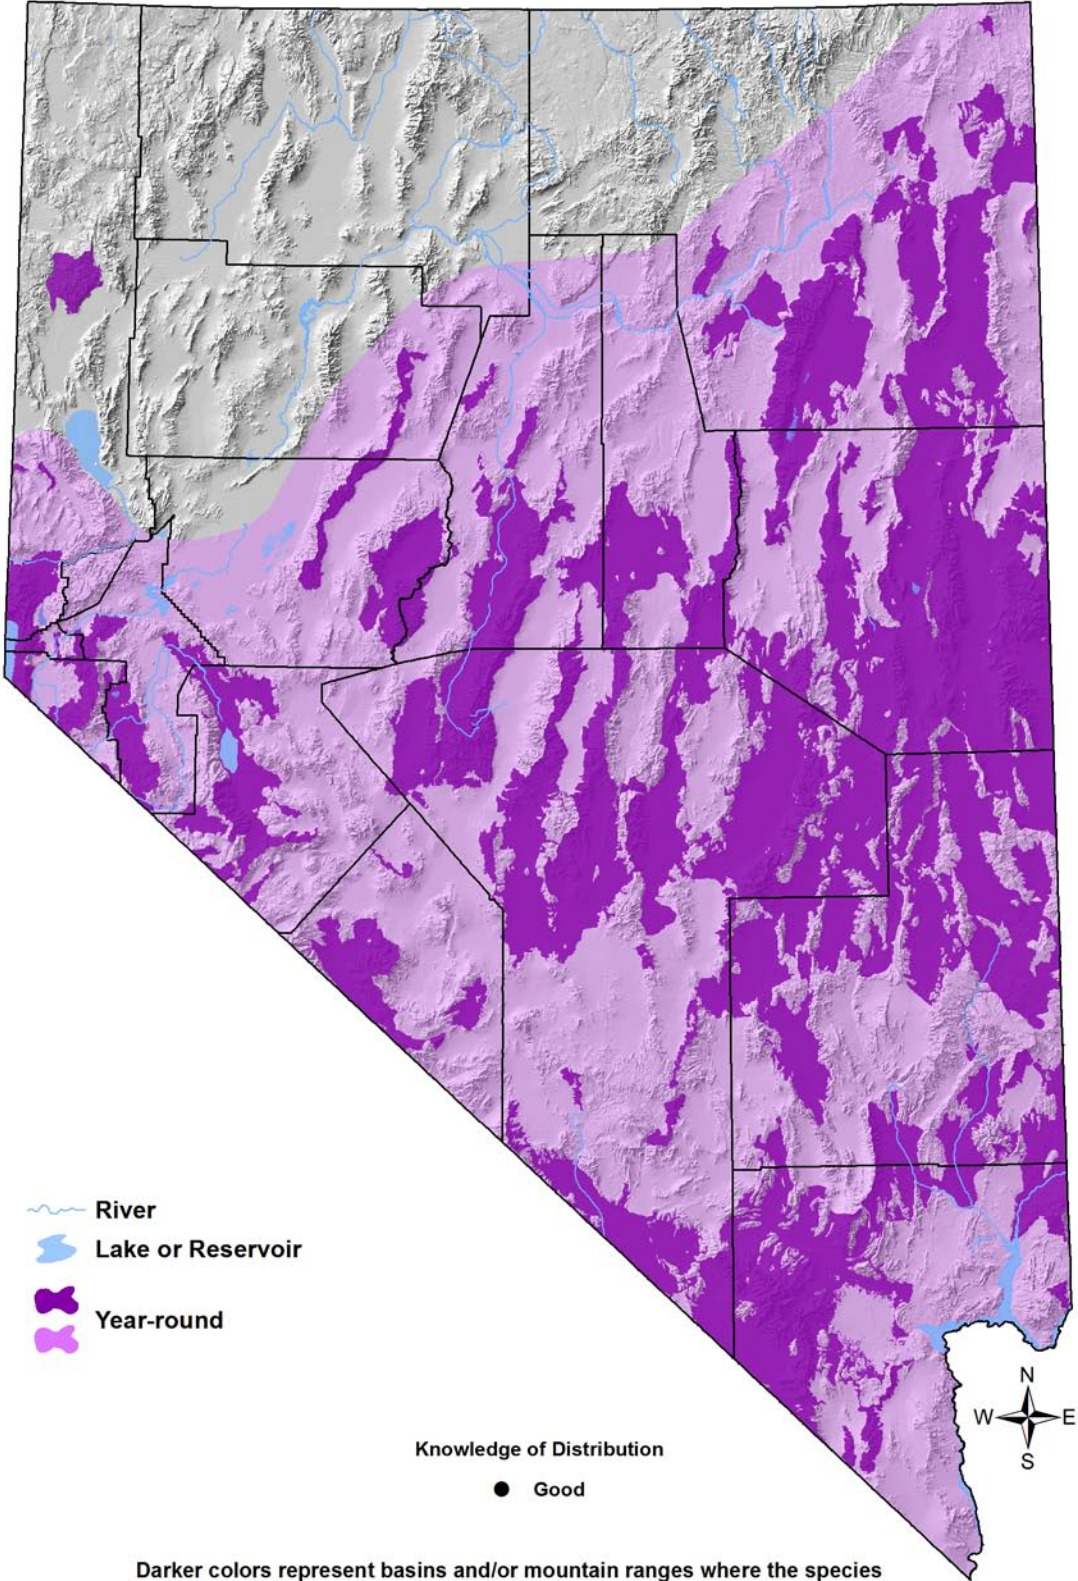 River
Lake or Reservoir
Year-round
N
W E
S
Knowledge of Distribution
Good
Darker colors represent basins and/or mountain ranges where the species